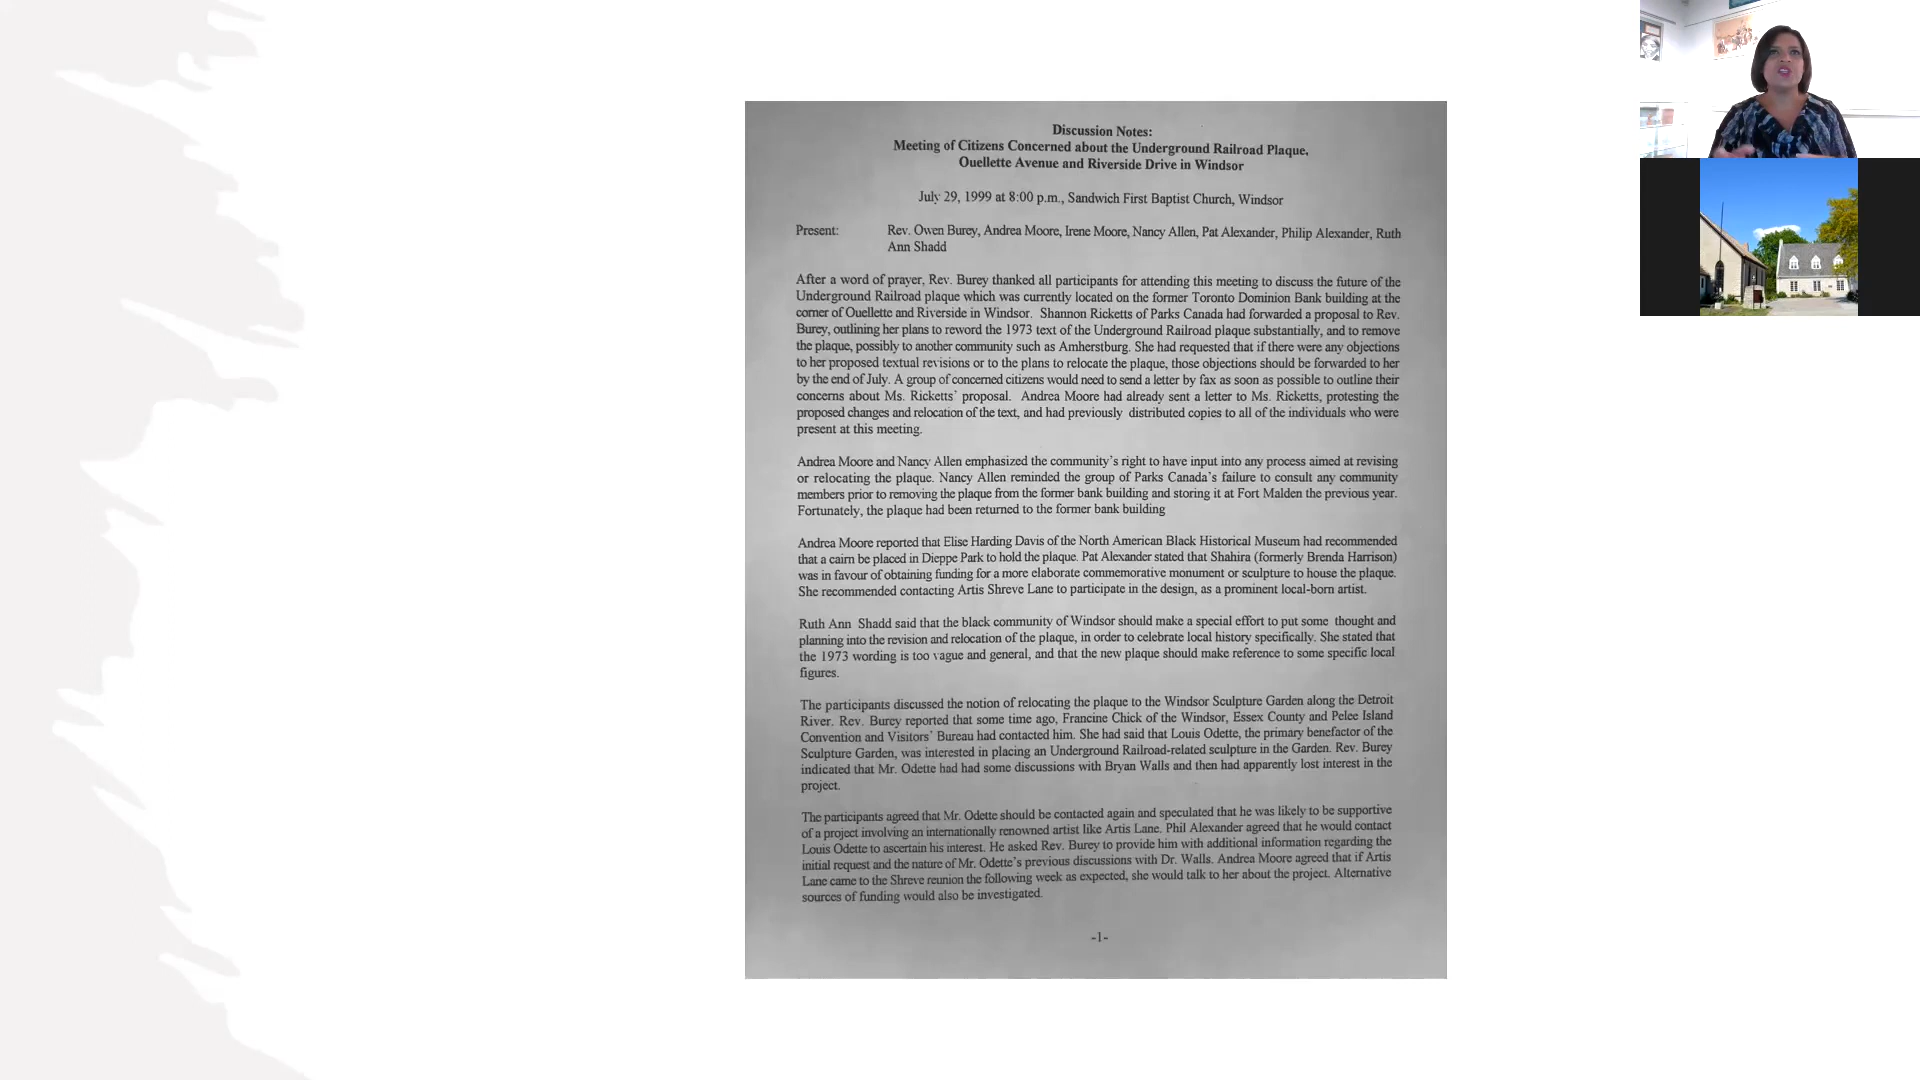 Discussion Notes:
Meeting of Citizens Concerned about the Underground Railroad Plaque,
Ouellette Avenue and Riverside Drive in Windsor
July 29, 1999 at 8:00 p.m., Sandwich First Baptist Church, Windsor
Present: Rev. Owen Burey, Andrea Moore, Irene Moore, Nancy Allen, Pat Alexander, Philip Alexander, Ruth
Ann Shadd
After a word of prayer, Rev. Burey thanked all participants for attending this meeting to discuss the future of the
Underground Railroad plaque which was currently located on the former Toronto Dominion Bank building at the
corner of Ouellette and Riverside in Windsor. Shannon Ricketts of Parks Canada had forwarded a proposal to Rev.
Burey, outlining her plans to reword the 1973 text of the Underground Railroad plaque substantially, and to remove
the plaque, possibly to another community such as Amherstburg. She had requested that if there were any objections
to her proposed textual revisions or to the plans to relocate the plaque, those objections should be forwarded to her
by the end of July. A group of concerned citizens would need to send a letter by fax as soon as possible to outline their
concerns about Ms. Ricketts' proposal. Andrea Moore had already sent a letter to Ms. Ricketts, protesting the
proposed changes and relocation of the text, and had previously distributed copies to all of the individuals who were
present at this meeting.
Andrea Moore and Nancy Allen emphasized the community's right to have input into any process aimed at revising
or relocating the plaque. Nancy Allen reminded the group of Parks Canada's failure to consult any community
members prior to removing the plaque from the former bank building and storing it at Fort Malden the previous year.
Fortunately, the plaque had been returned to the former bank building
Andrea Moore reported that Elise Harding Davis of the North American Black Historical Museum had recommended
that a cairn be placed in Dieppe Park to hold the plaque. Pat Alexander stated that Shahira (formerly Brenda Harrison)
was in favour of obtaining funding for a more elaborate commemorative monument or sculpture to house the plaque.
She recommended contacting Artis Shreve Lane to participate in the design, as a prominent local-born artist.
Ruth Ann Shadd said that the black community of Windsor should make a special effort to put some thought and
planning into the revision and relocation of the plaque, in order to celebrate local history specifically. She stated that
the 1973 wording is too vague and general, and that the new plaque should make reference to some specific local
figures.
The participants discussed the notion of relocating the plaque to the Windsor Sculpture Garden along the Detroit
River. Rev. Burey reported that some time ago, Francine Chick of the Windsor, Essex County and Pelee Island
Convention and Visitors' Bureau had contacted him. She had said that Louis Odette, the primary benefactor of the
Sculpture Garden, was interested in placing an Underground Railroad-related sculpture in the Garden. Rev. Burey
indicated that Mr. Odette had had some discussions with Bryan Walls and then had apparently lost interest in the
project.
The participants agreed that Mr. Odette should be contacted again and speculated that he was likely to be supportive
of a project involving an internationally renowned artist like Artis Lane. Phil Alexander agreed that he would contact
Louis Odette to ascertain his interest. He asked Rev. Burey to provide him with additional information regarding the
initial request and the nature of Mr. Odette's previous discussions with Dr. Walls. Andrea Moore agreed that if Artis
Lane came to the Shreve reunion the following week as expected, she would talk to her about the project. Alternative
sources of funding would also be investigated.
-1-